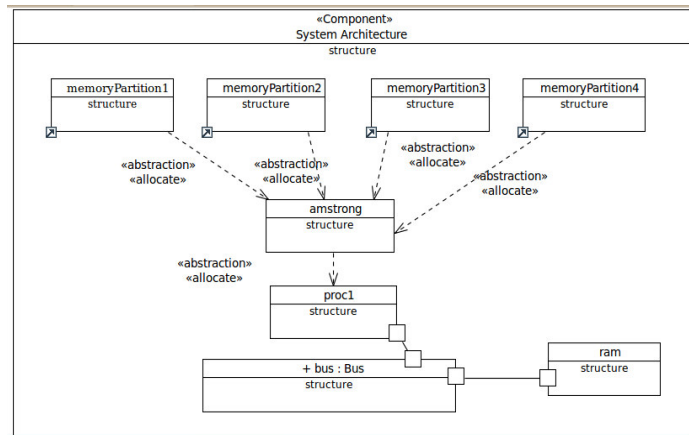 «Component»
System Architecture
structure
memoryPartition1
structure
memoryPartition2
structure
memoryPartition3
structure
memoryPartition4
structure
«abstraction»
«allocate»
«abstraction»
«allocate»
«abstraction»
«allocate»
«abstraction»
«allocate»
amstrong
structure
«abstraction»
«allocate»
proc1
structure
+ bus : Bus
structure
ram
structure